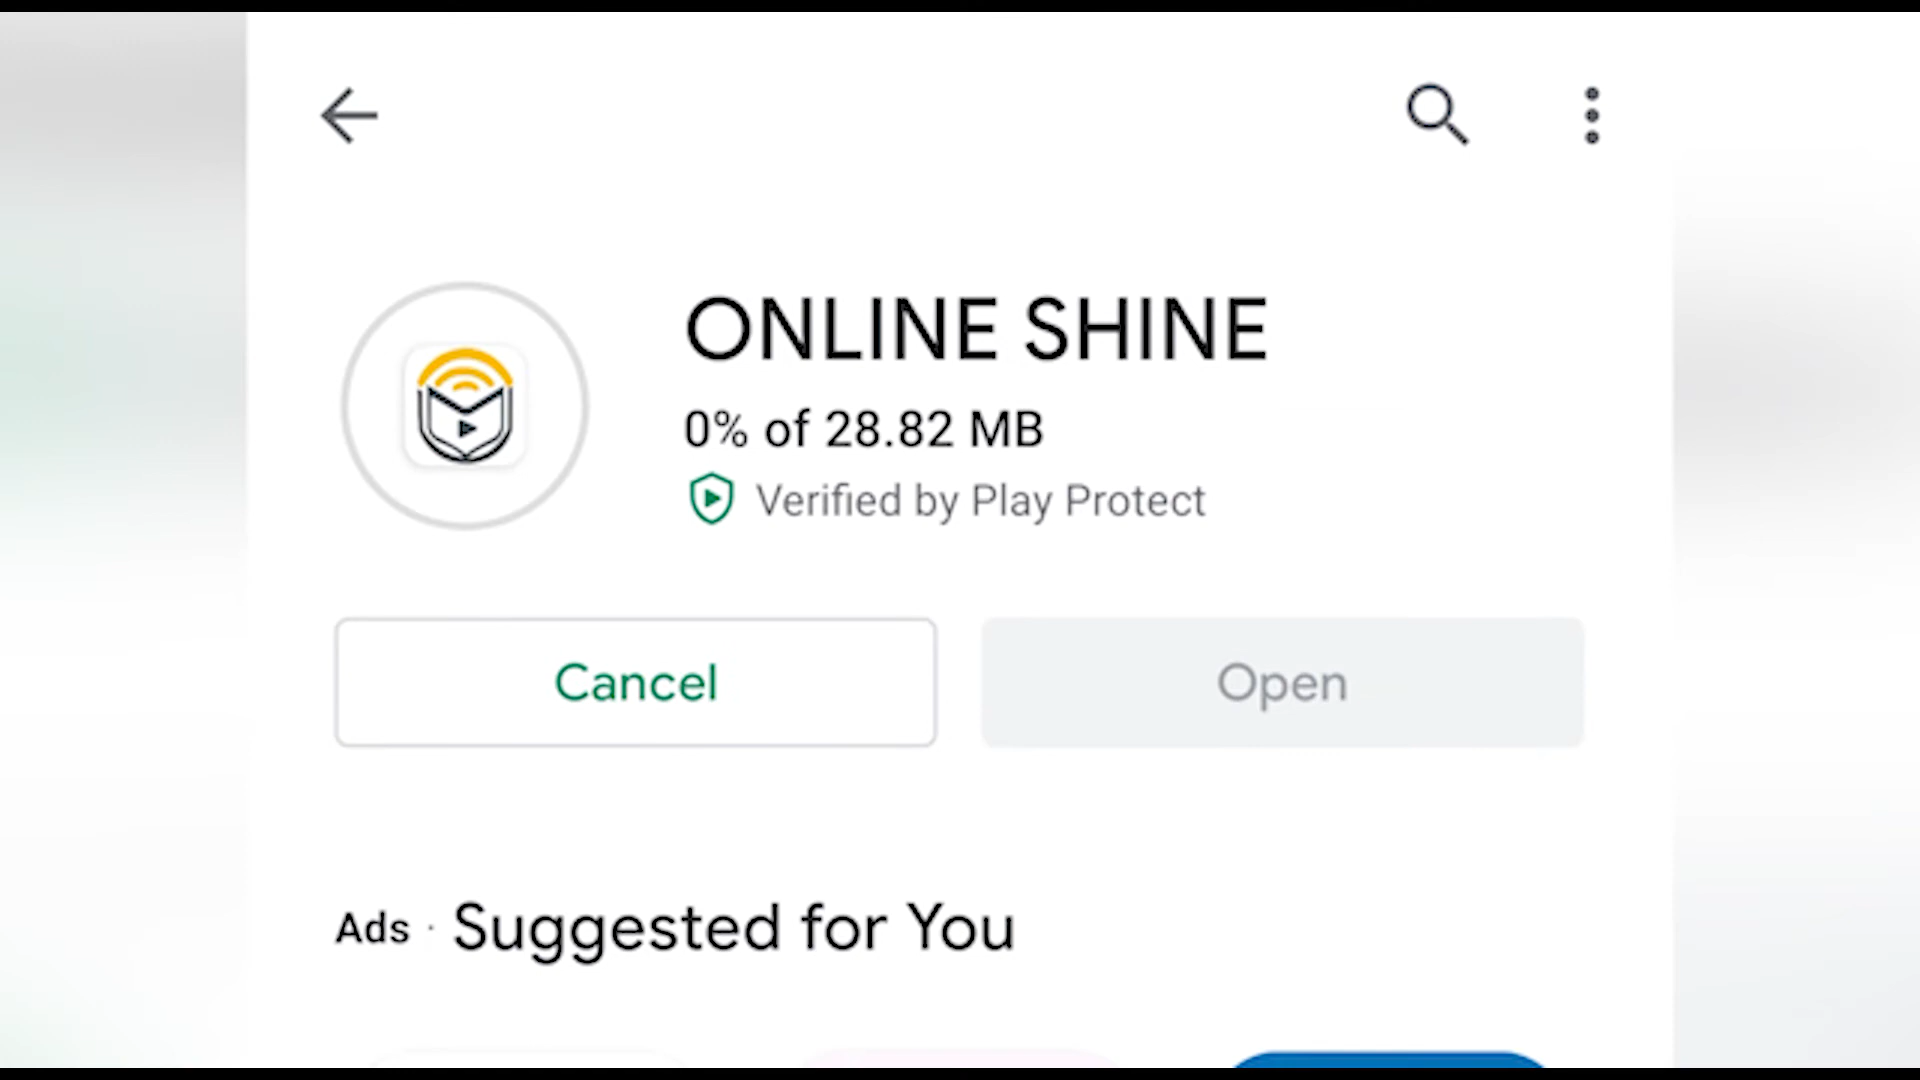 ONLINE SHINE
0% of 28.82 MB
Verified by Play Protect
Cancel
Open
Ads · Suggested for You